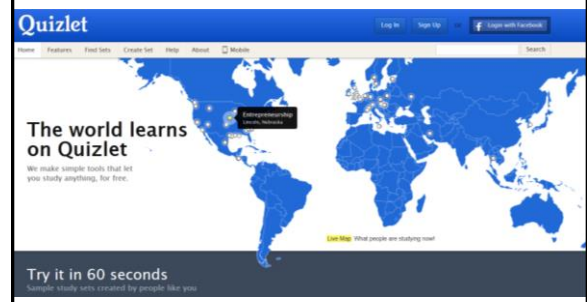 Quizlet
Log In Sign Up or Login with Facebook
Home Features Find Sets Create Set Help About Mobile Search
Entrepreneurship
Lincoln, Nebraska
The world learns
on Quizlet
We make simple tools that let
you study anything, for free.
Live Map What people are studying now!
Try it in 60 seconds
Sample study sets created by people like you